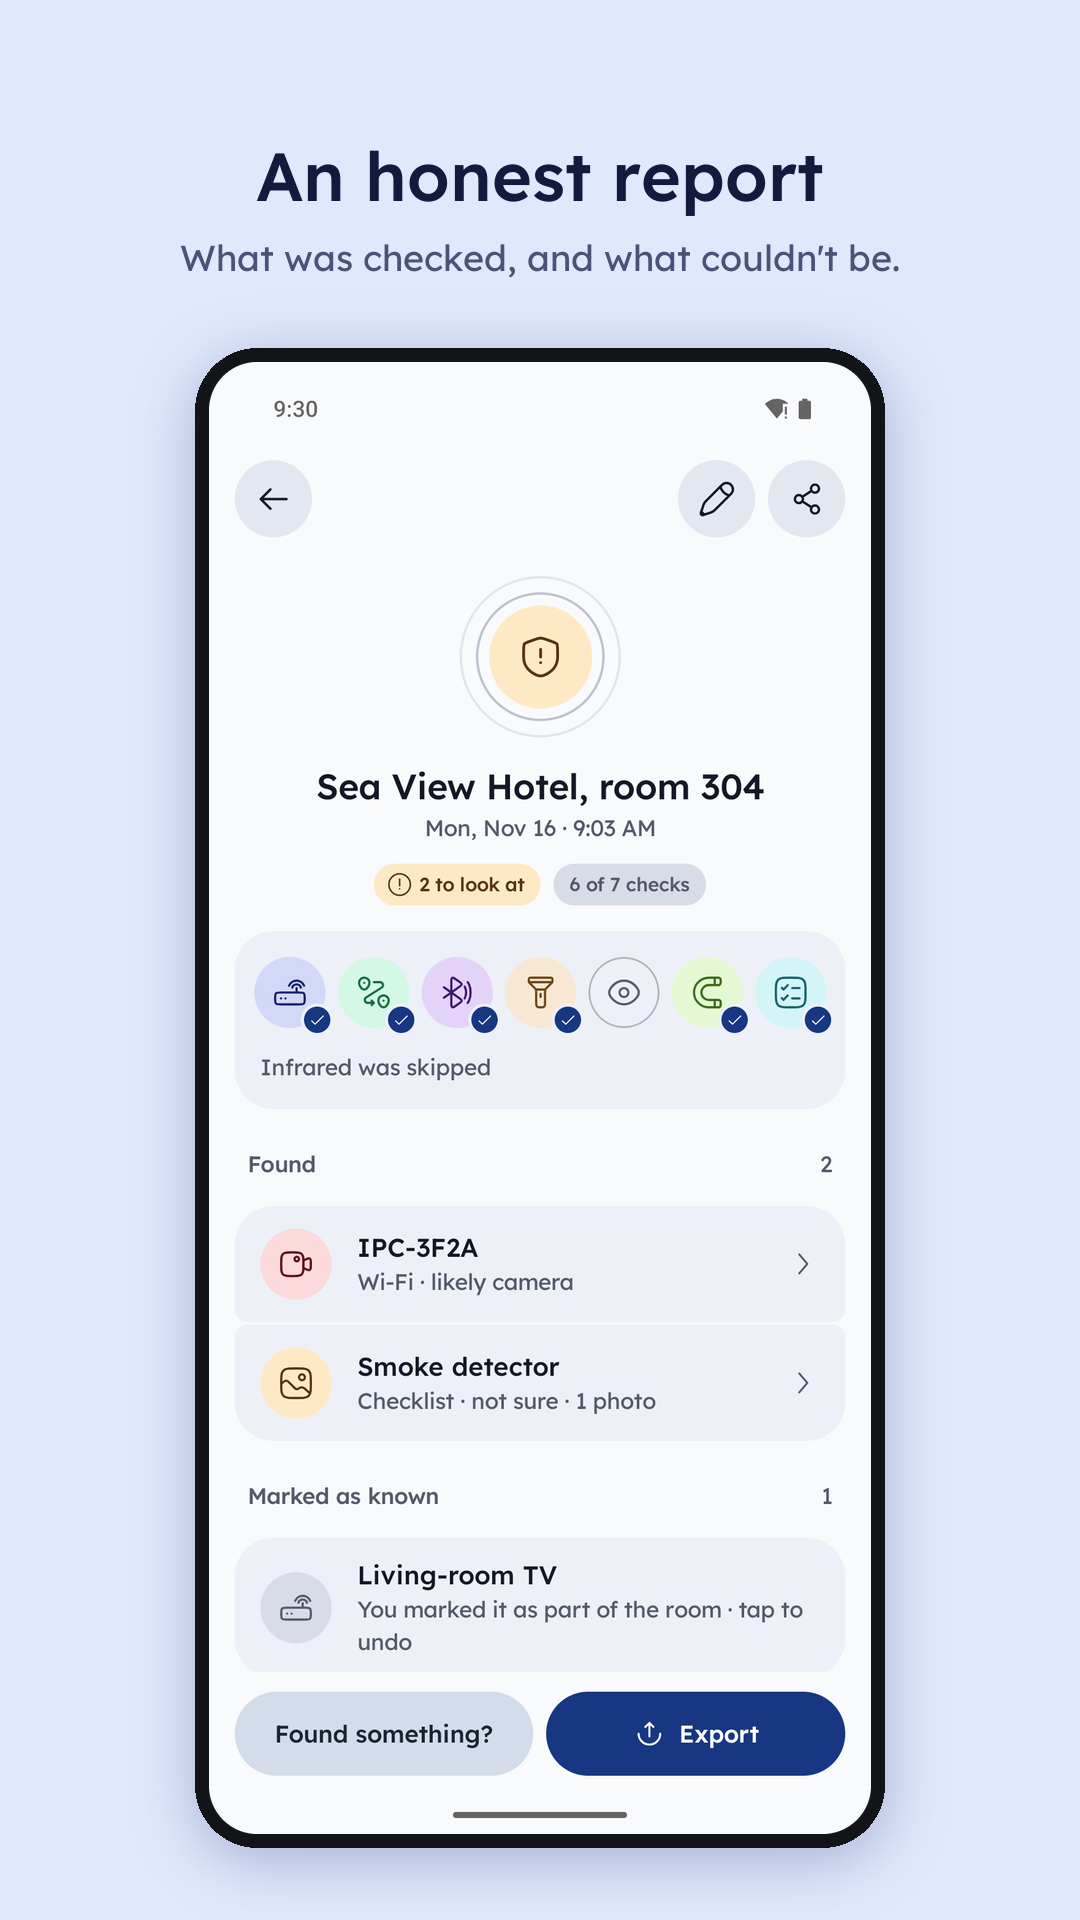 An honest report
What was checked, and what couldn't be.
9:30
Sea View Hotel, room 304
Mon, Nov 16 · 9:03 AM
2 to look at
6 of 7 checks
Infrared was skipped
Found
2
IPC-3F2A
Wi-Fi · likely camera
Smoke detector
Checklist · not sure · 1 photo
Marked as known
1
Living-room TV
You marked it as part of the room · tap to
undo
Found something?
Export